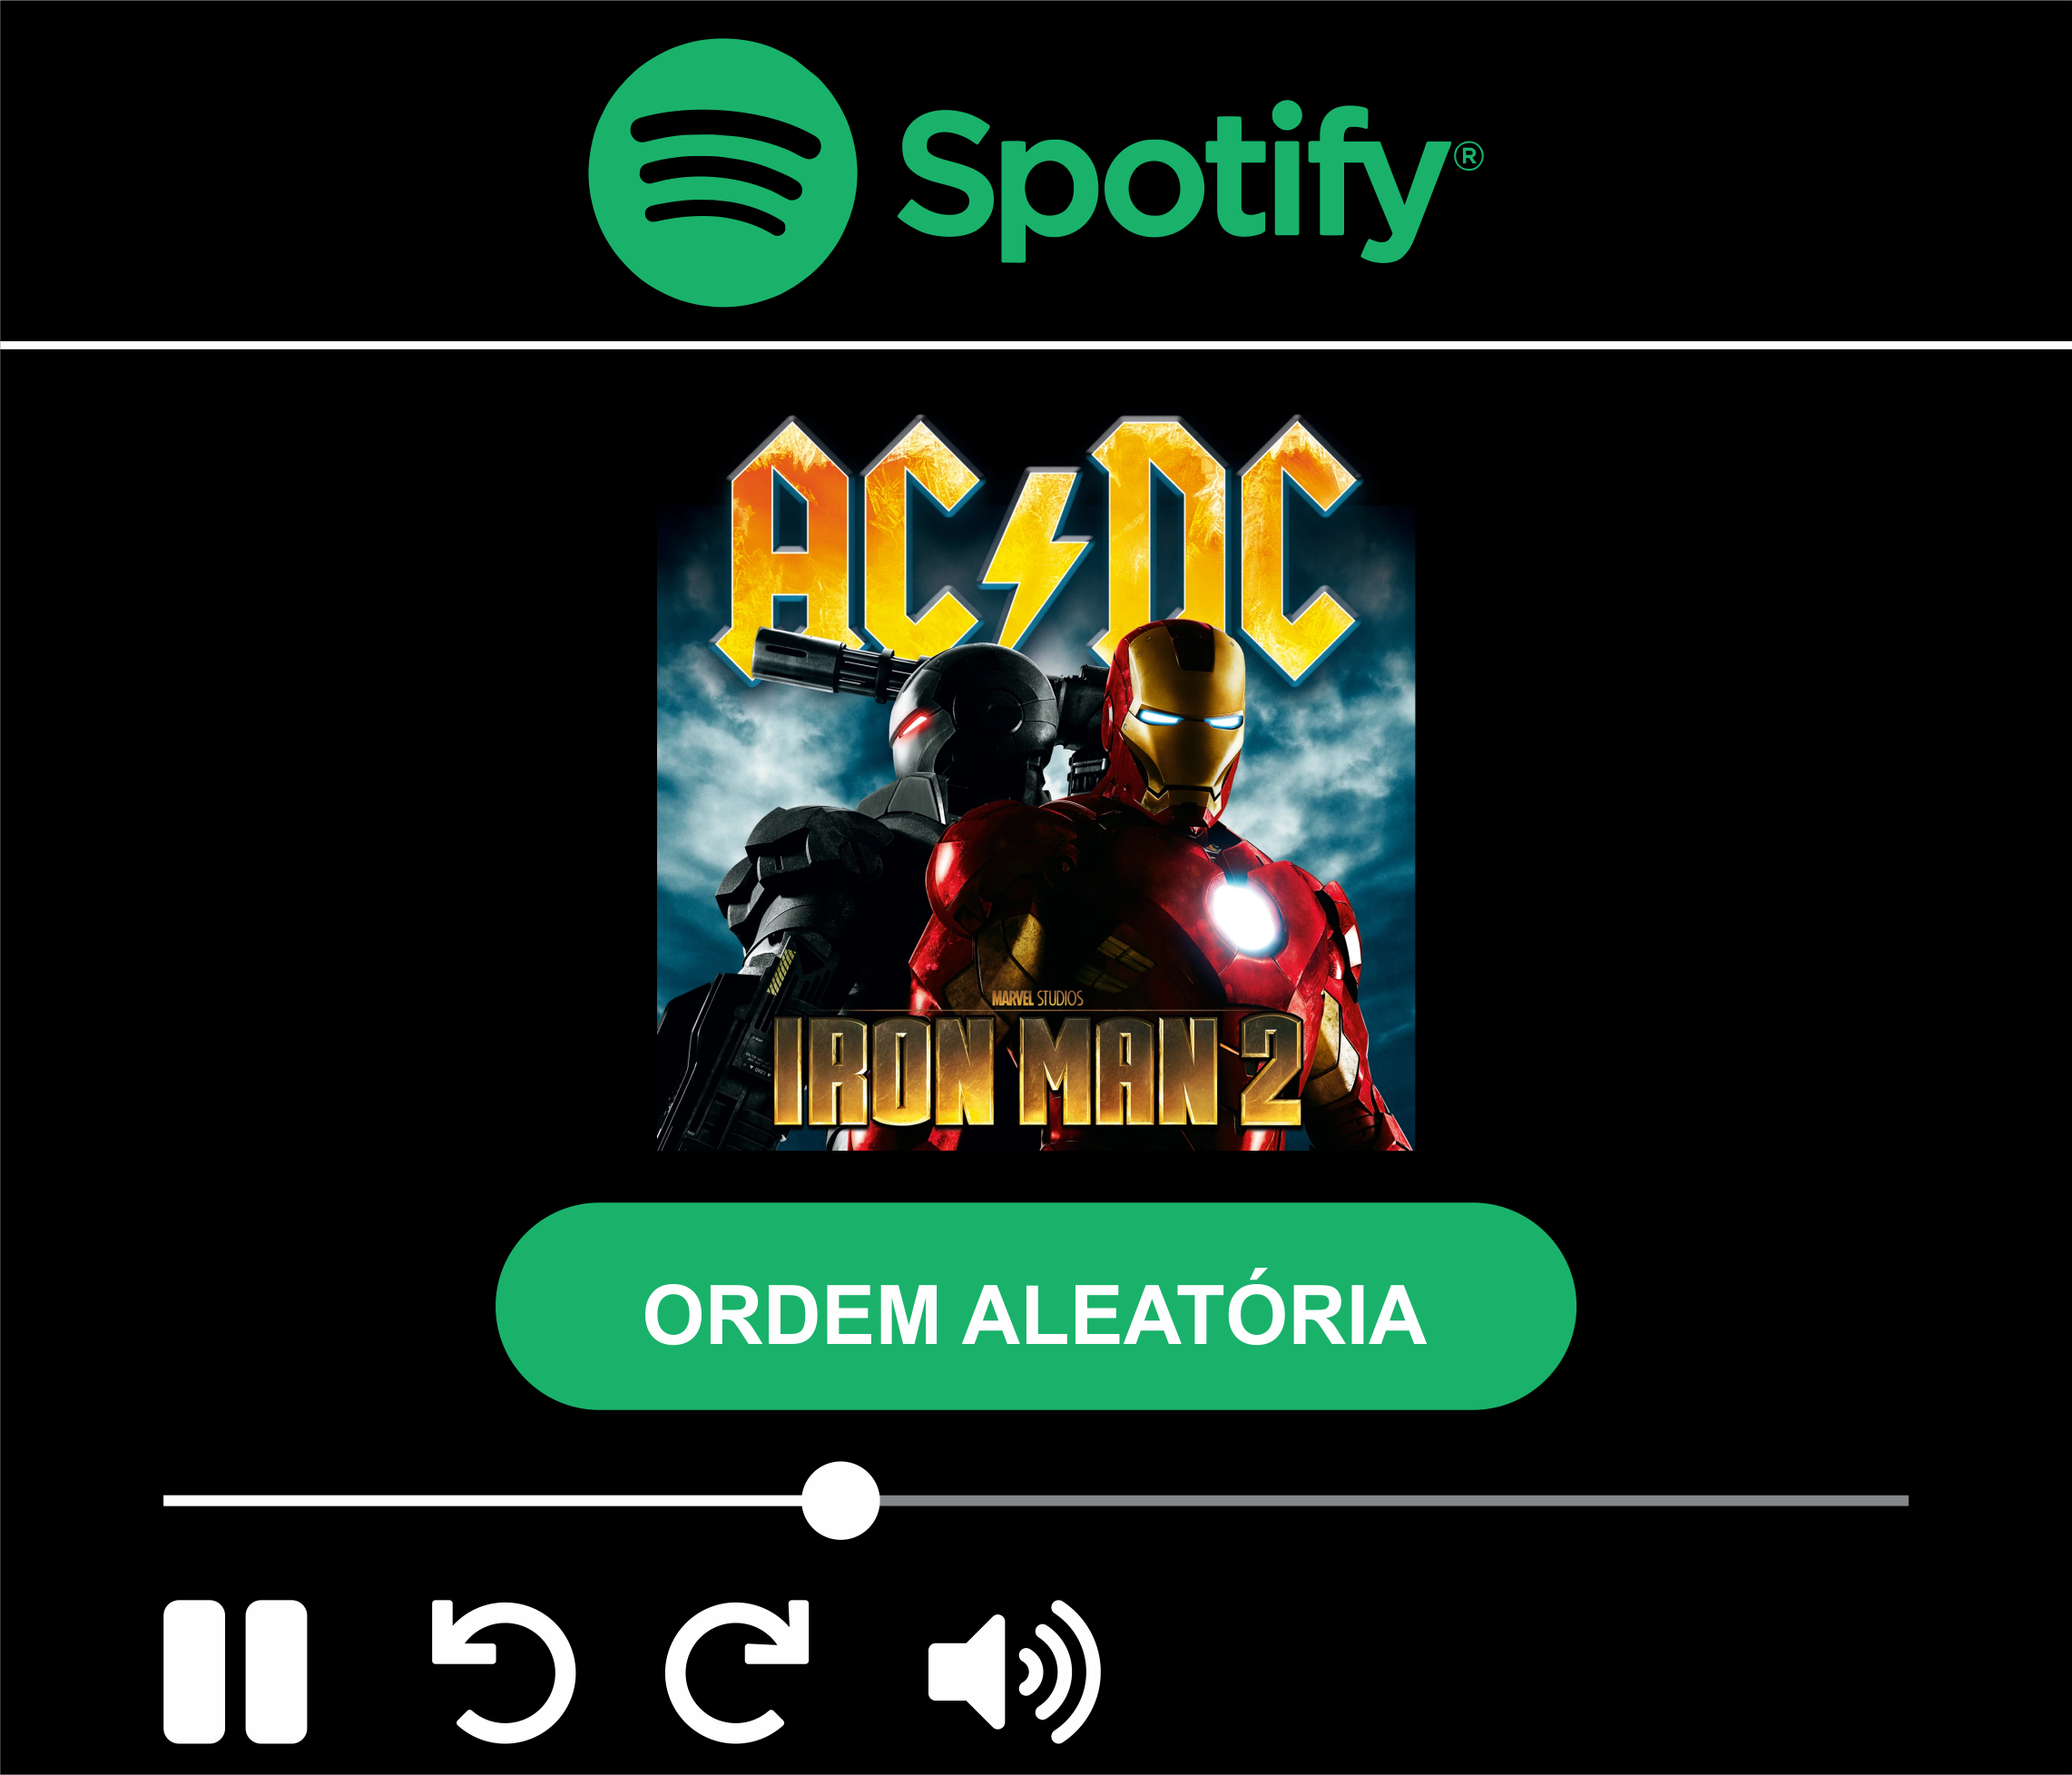 Spotify®
AC⚡DC
MARVEL STUDIOS
IRON MAN 2
ORDEM ALEATÓRIA